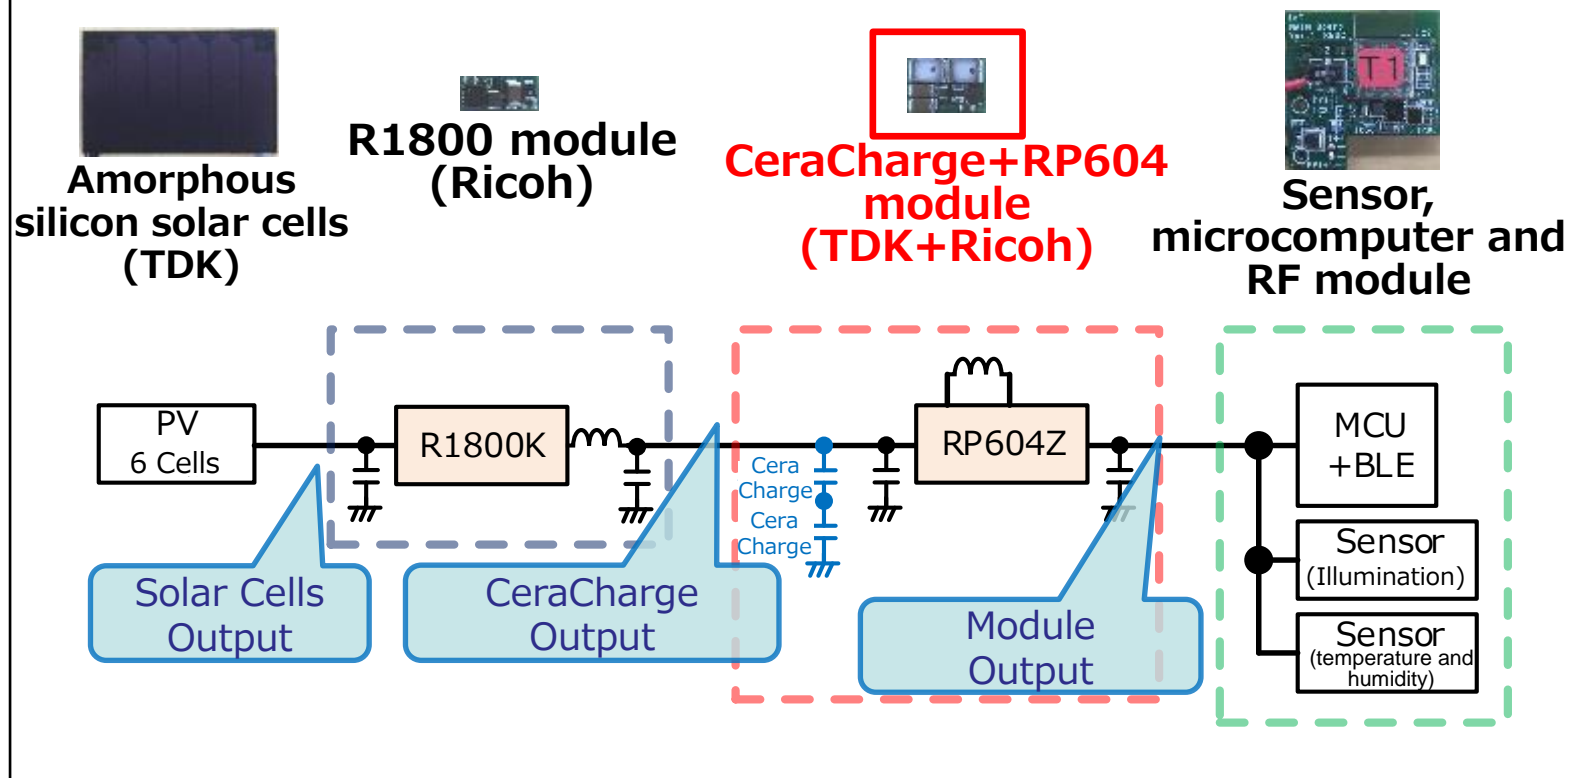 Amorphous
silicon solar cells
(TDK)
R1800 module
(Ricoh)
CeraCharge+RP604
module
(TDK+Ricoh)
T1
Sensor,
microcomputer and
RF module
PV
6 Cells
R1800K
Cera
Charge
Cera
Charge
RP604Z
MCU
+BLE
Sensor
(Illumination)
Sensor
(temperature and
humidity)
Solar Cells
Output
CeraCharge
Output
Module
Output